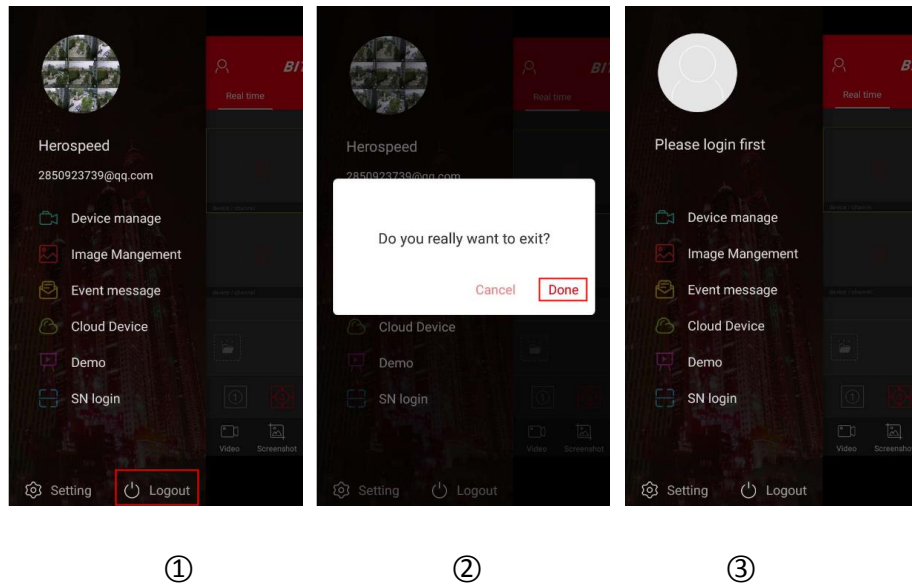 Herospeed
2850923739@qq.com
Device manage
Image Mangement
Event message
Cloud Device
Demo
SN login
Setting
Logout
Real time
Video
Screenshot
①
Herospeed
2850923739@qq.com
Do you really want to exit?
Cancel
Done
Cloud Device
Demo
SN login
Setting
Logout
Real time
Video
Screenshot
②
Please login first
Device manage
Image Mangement
Event message
Cloud Device
Demo
SN login
Setting
Logout
Real time
Video
Screenshot
③